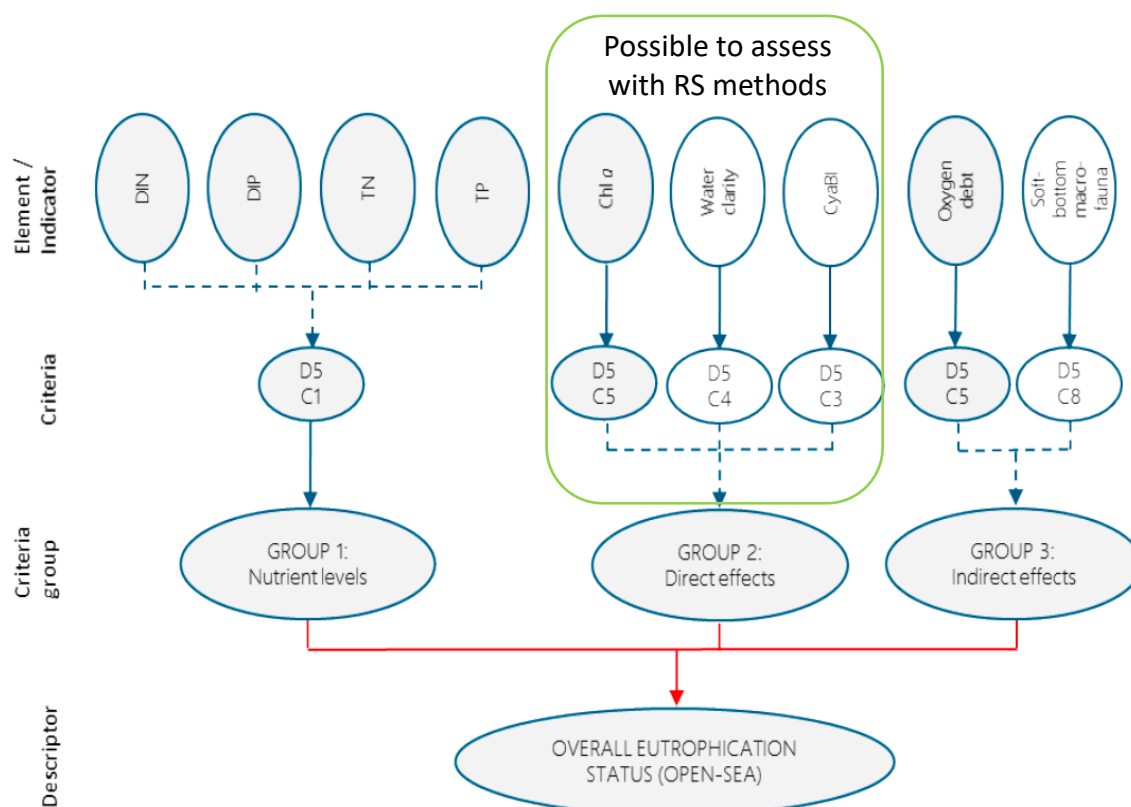 Possible to assess
with RS methods
Element /
Indicator
DIN
DIP
TN
TP
Chl a
Water
clarity
CyaBl
Oxygen
debt
Soft-
bottom
macro-
fauna
Criteria
D5
C1
D5
C5
D5
C4
D5
C3
D5
C5
D5
C8
Criteria
group
GROUP 1:
Nutrient levels
GROUP 2:
Direct effects
GROUP 3:
Indirect effects
Descriptor
OVERALL EUTROPHICATION
STATUS (OPEN-SEA)